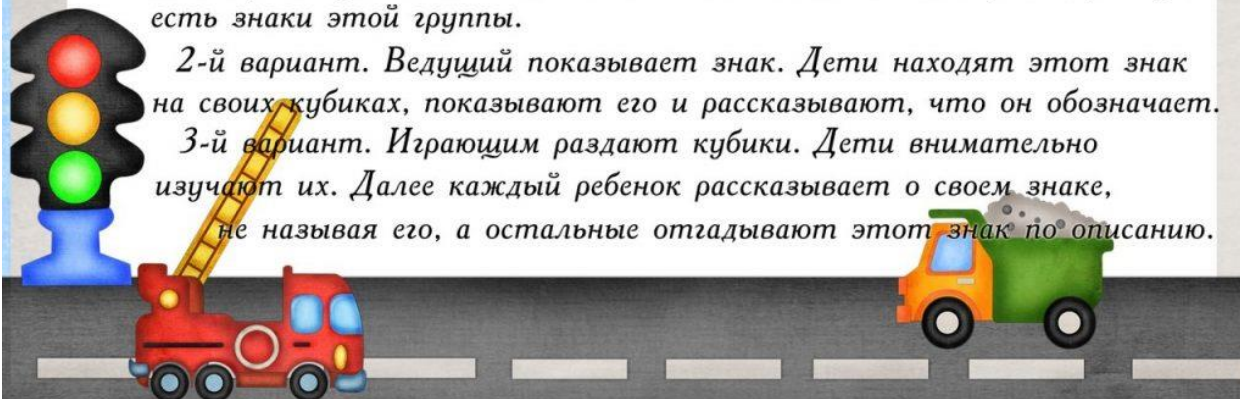 есть знаки этой группы.
2-й вариант. Ведущий показывает знак. Дети находят этот знак
на своих кубиках, показывают его и рассказывают, что он обозначает.
3-й вариант. Играющим раздают кубики. Дети внимательно
изучают их. Далее каждый ребенок рассказывает о своем знаке,
не называя его, а остальные отгадывают этот знак по описанию.